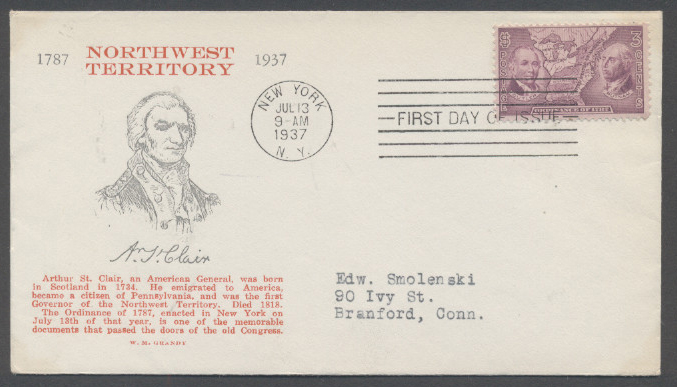 1787 NORTHWEST 1937
TERRITORY
NEW YORK
JUL 13
9-AM
1937
N. Y.
FIRST DAY OF ISSUE
3
Ar. St. Clair
Arthur St. Clair, an American General, was born
in Scotland in 1734. He emigrated to America,
became a citizen of Pennsylvania, and was the first
Governor of the Northwest Territory. Died 1818.
The Ordinance of 1787, enacted in New York on
July 13th of that year, is one of the memorable
documents that passed the doors of the old Congress.
W. M. GRANDY
Edw. Smolenski
90 Ivy St.
Branford, Conn.